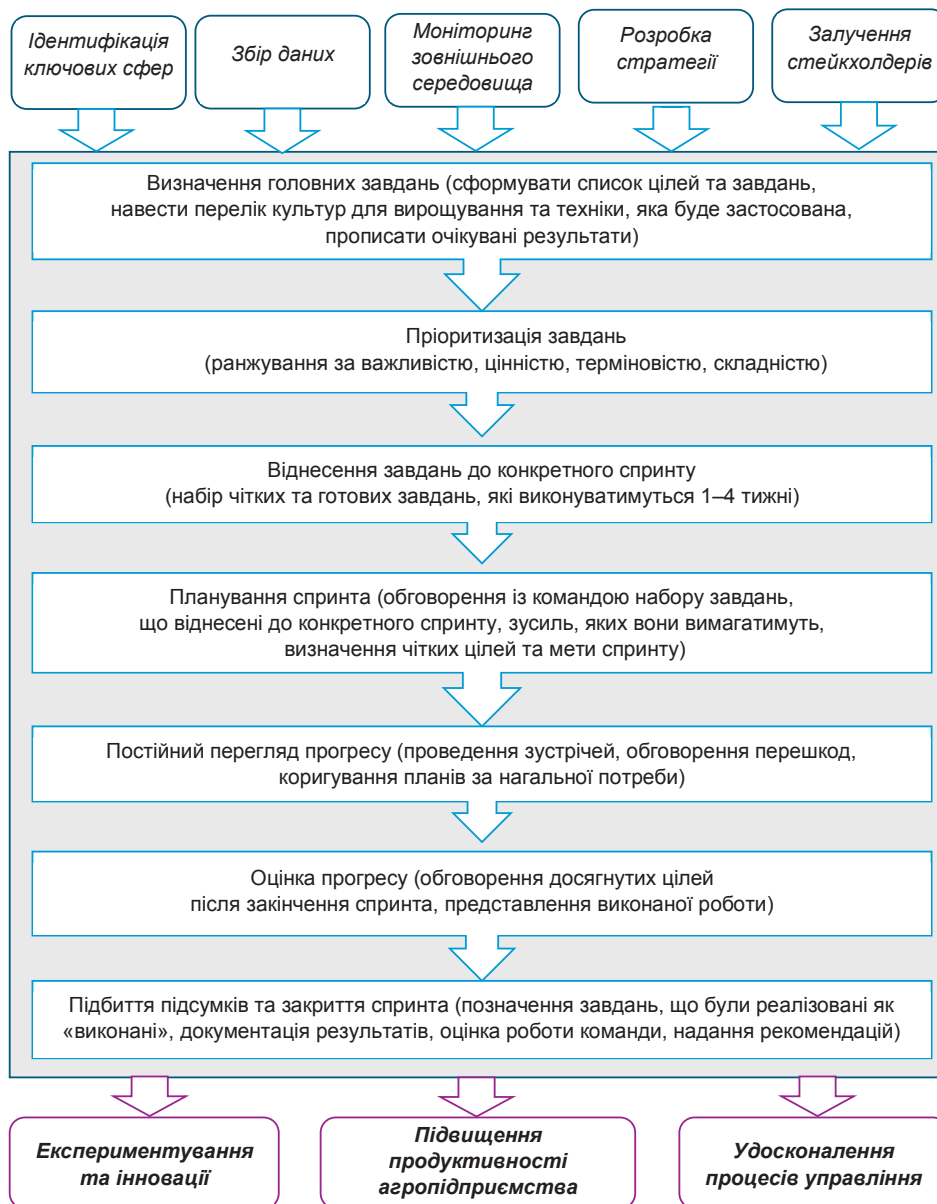 Ідентифікація
ключових сфер
Збір даних
Моніторинг
зовнішнього
середовища
Розробка
стратегії
Залучення
стейкхолдерів
Визначення головних завдань (сформувати список цілей та завдань,
навести перелік культур для вирощування та техніки, яка буде застосована,
прописати очікувані результати)
Пріоритизація завдань
(ранжування за важливістю, цінністю, терміновістю, складністю)
Віднесення завдань до конкретного спринту
(набір чітких та готових завдань, які виконуватимуться 1–4 тижні)
Планування спринта (обговорення із командою набору завдань,
що віднесені до конкретного спринту, зусиль, яких вони вимагатимуть,
визначення чітких цілей та мети спринту)
Постійний перегляд прогресу (проведення зустрічей, обговорення перешкод,
коригування планів за нагальної потреби)
Оцінка прогресу (обговорення досягнутих цілей
після закінчення спринта, представлення виконаної роботи)
Підбиття підсумків та закриття спринта (позначення завдань, що були реалізовані як
«виконані», документація результатів, оцінка роботи команди, надання рекомендацій)
Експериментування
та інновації
Підвищення
продуктивності
агропідприємства
Удосконалення
процесів управління